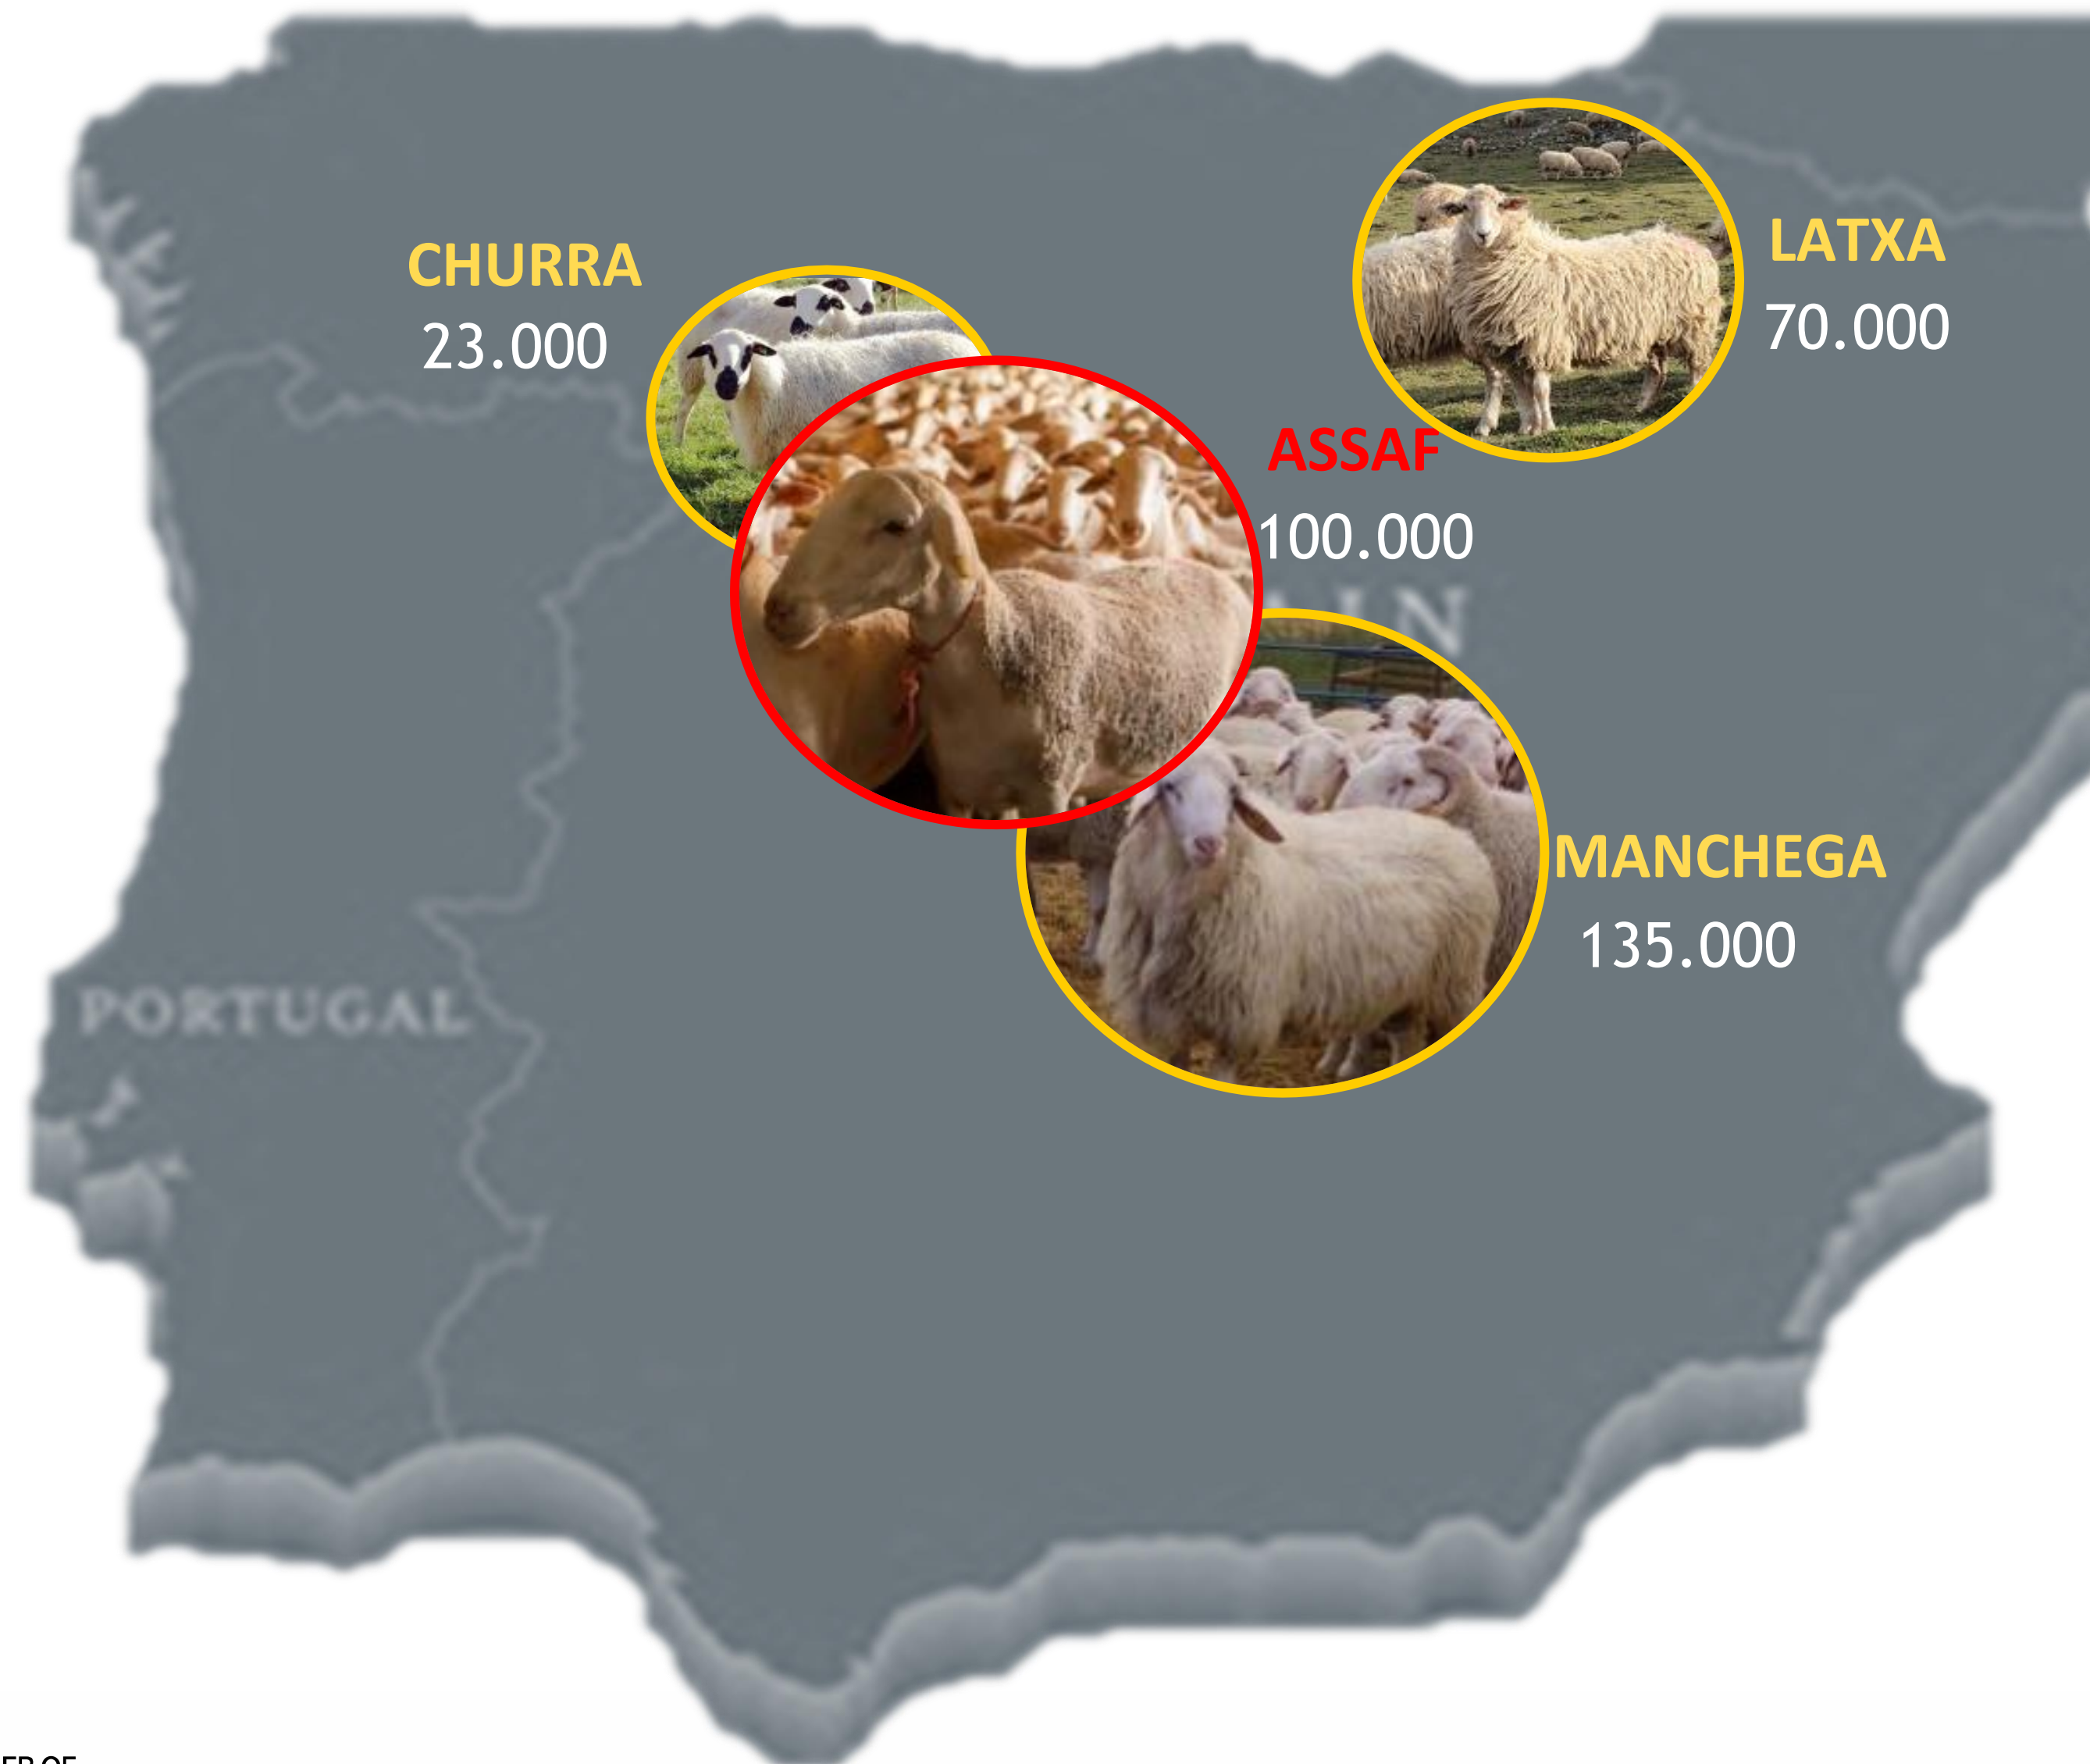 CHURRA
23.000
LATXA
70.000
ASSAF
100.000
MANCHEGA
135.000
PORTUGAL